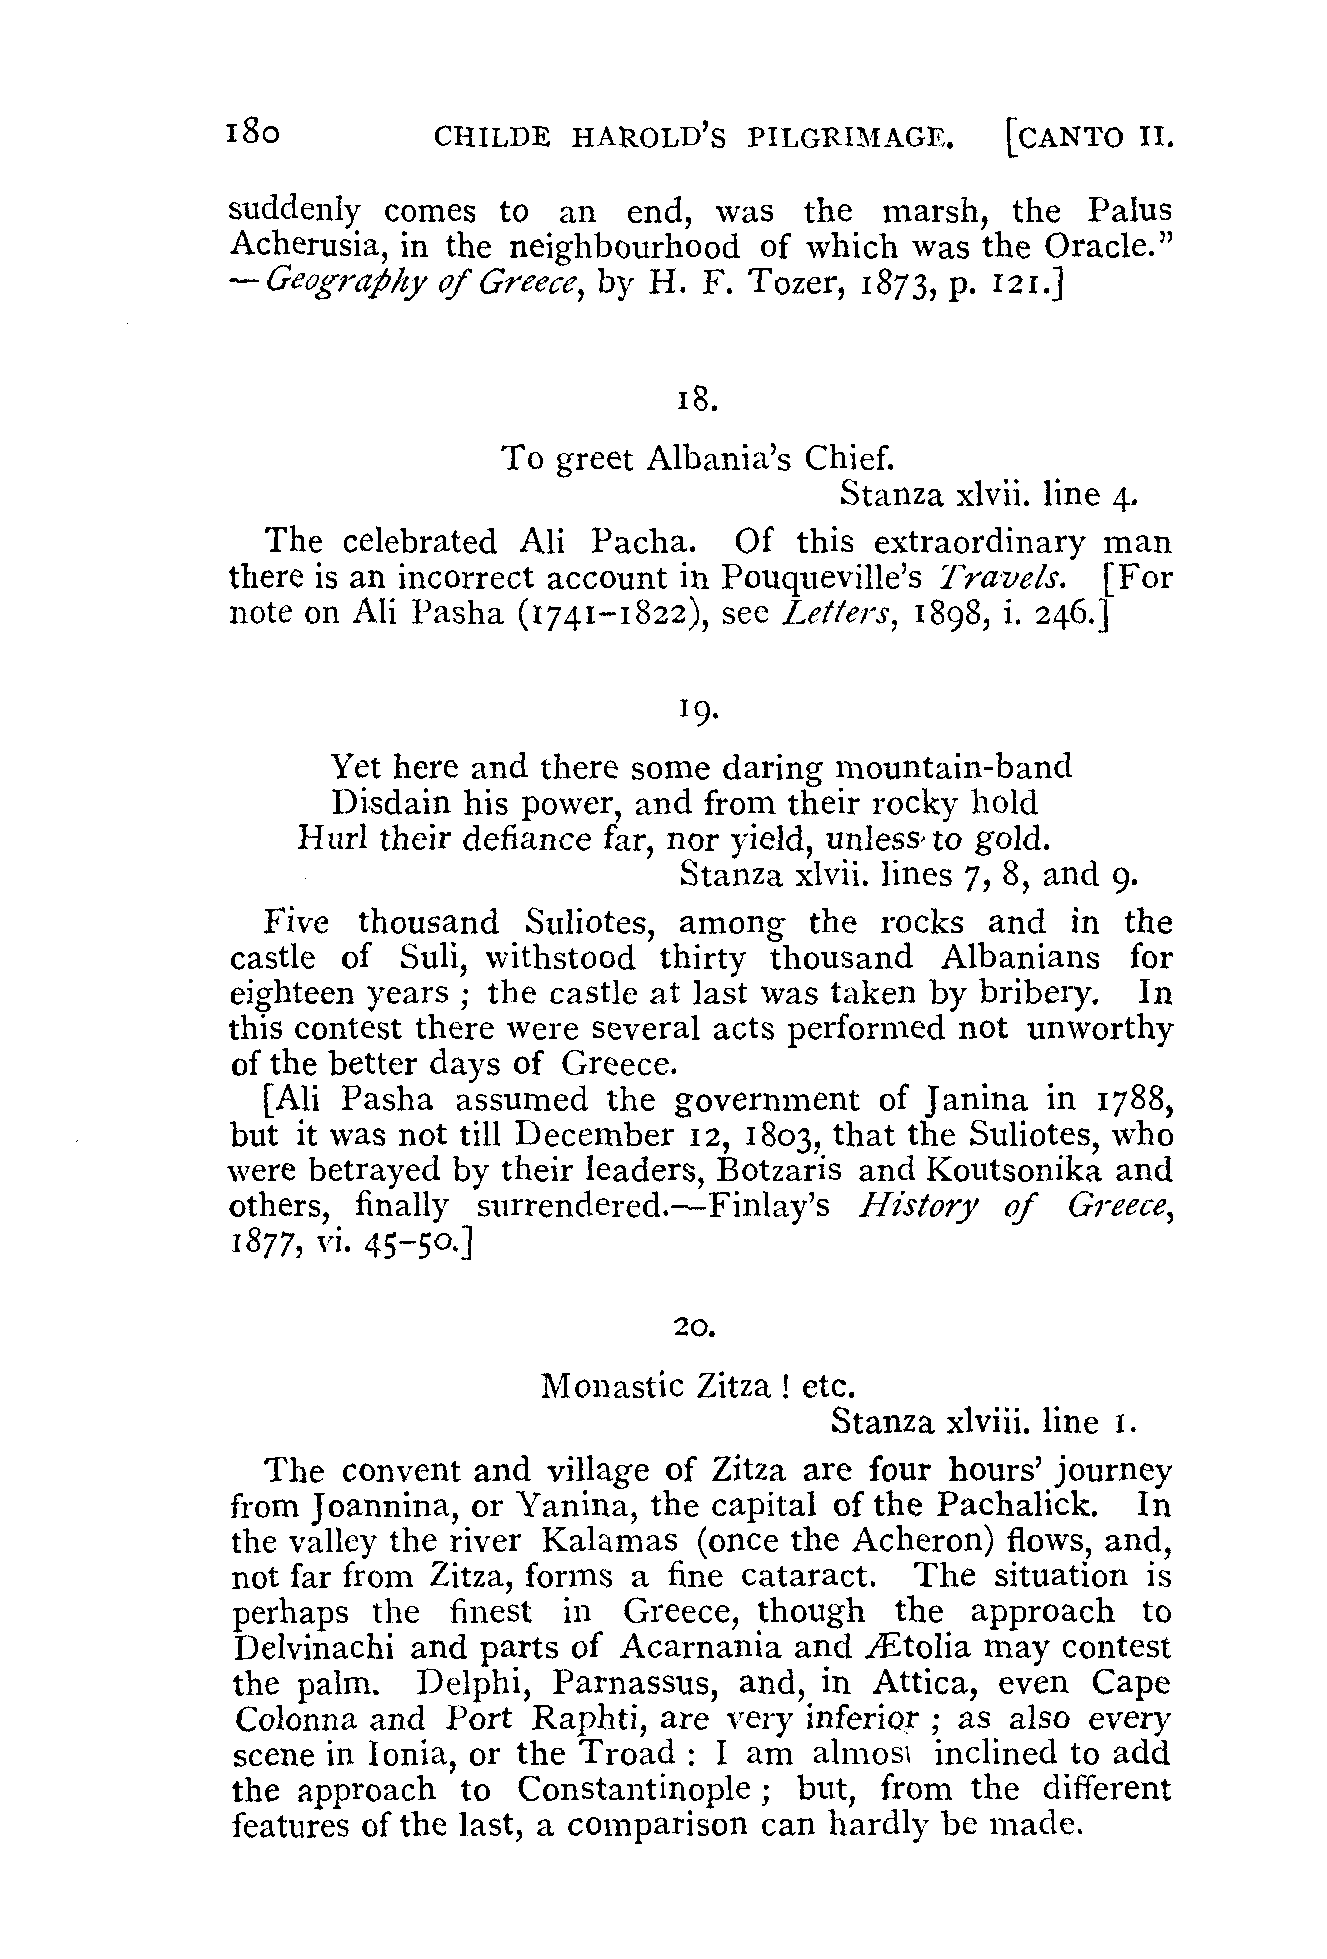 180 CHILDE HAROLD'S PILGRIMAGE. [CANTO II.
suddenly comes to an end, was the marsh, the Palus
Acherusia, in the neighbourhood of which was the Oracle."
—Geography of Greece, by H. F. Tozer, 1873, p. 121.]
18.
To greet Albania's Chief.
Stanza xlvii. line 4.
The celebrated Ali Pacha. Of this extraordinary man
there is an incorrect account in Pouqueville's Travels. [For
note on Ali Pasha (1741–1822), see Letters, 1898, i. 246.]
19.
Yet here and there some daring mountain-band
Disdain his power, and from their rocky hold
Hurl their defiance far, nor yield, unless to gold.
Stanza xlvii. lines 7, 8, and 9.
Five thousand Suliotes, among the rocks and in the
castle of Suli, withstood thirty thousand Albanians for
eighteen years ; the castle at last was taken by bribery. In
this contest there were several acts performed not unworthy
of the better days of Greece.
[Ali Pasha assumed the government of Janina in 1788,
but it was not till December 12, 1803, that the Suliotes, who
were betrayed by their leaders, Botzaris and Koutsonika and
others, finally surrendered.—Finlay's History of Greece,
1877, vi. 45–50.]
20.
Monastic Zitza ! etc.
Stanza xlviii. line 1.
The convent and village of Zitza are four hours' journey
from Joannina, or Yanina, the capital of the Pachalick. In
the valley the river Kalamas (once the Acheron) flows, and,
not far from Zitza, forms a fine cataract. The situation is
perhaps the finest in Greece, though the approach to
Delvinachi and parts of Acarnania and Ætolia may contest
the palm. Delphi, Parnassus, and, in Attica, even Cape
Colonna and Port Raphti, are very inferior ; as also every
scene in Ionia, or the Troad : I am almost inclined to add
the approach to Constantinople ; but, from the different
features of the last, a comparison can hardly be made.